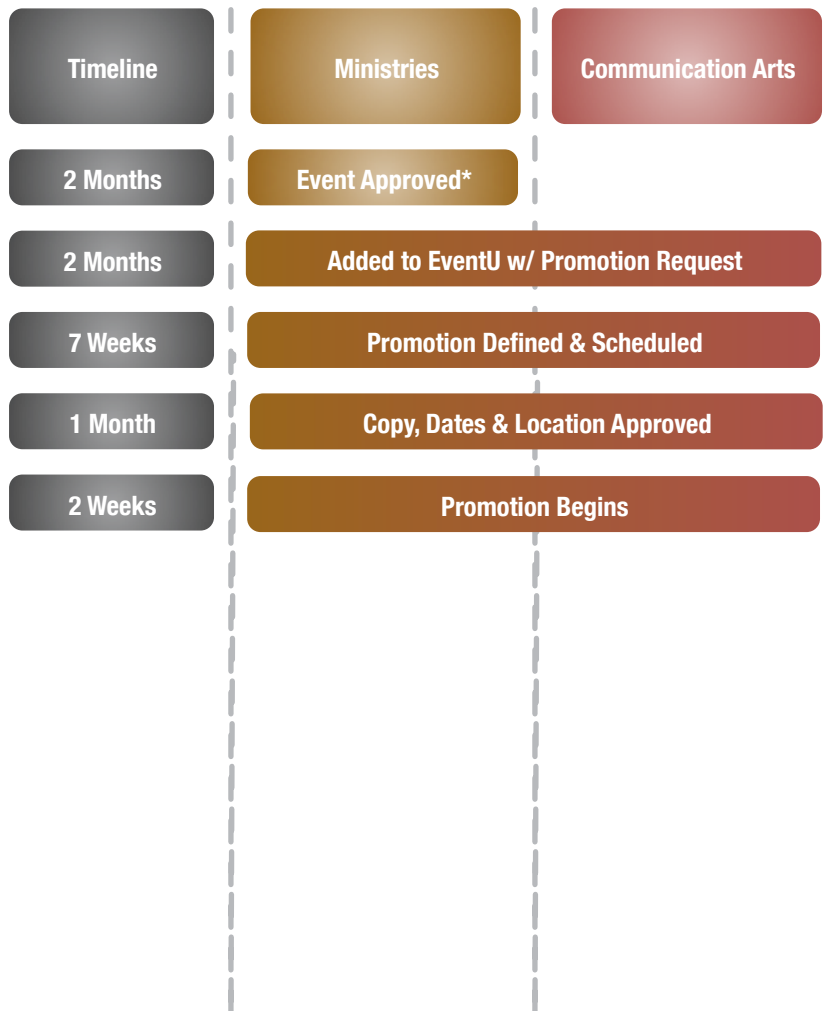 Timeline
Ministries
Communication Arts
2 Months
Event Approved*
2 Months
Added to EventU w/ Promotion Request
7 Weeks
Promotion Defined & Scheduled
1 Month
Copy, Dates & Location Approved
2 Weeks
Promotion Begins